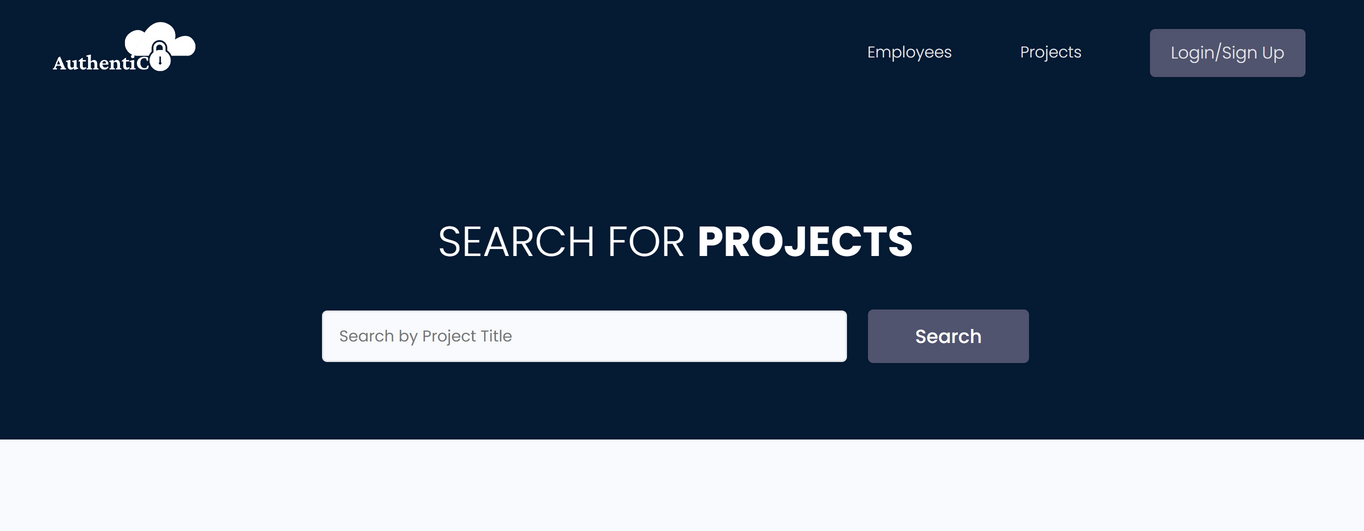 AuthentiC
Employees
Projects
Login/Sign Up
SEARCH FOR PROJECTS
Search by Project Title
Search